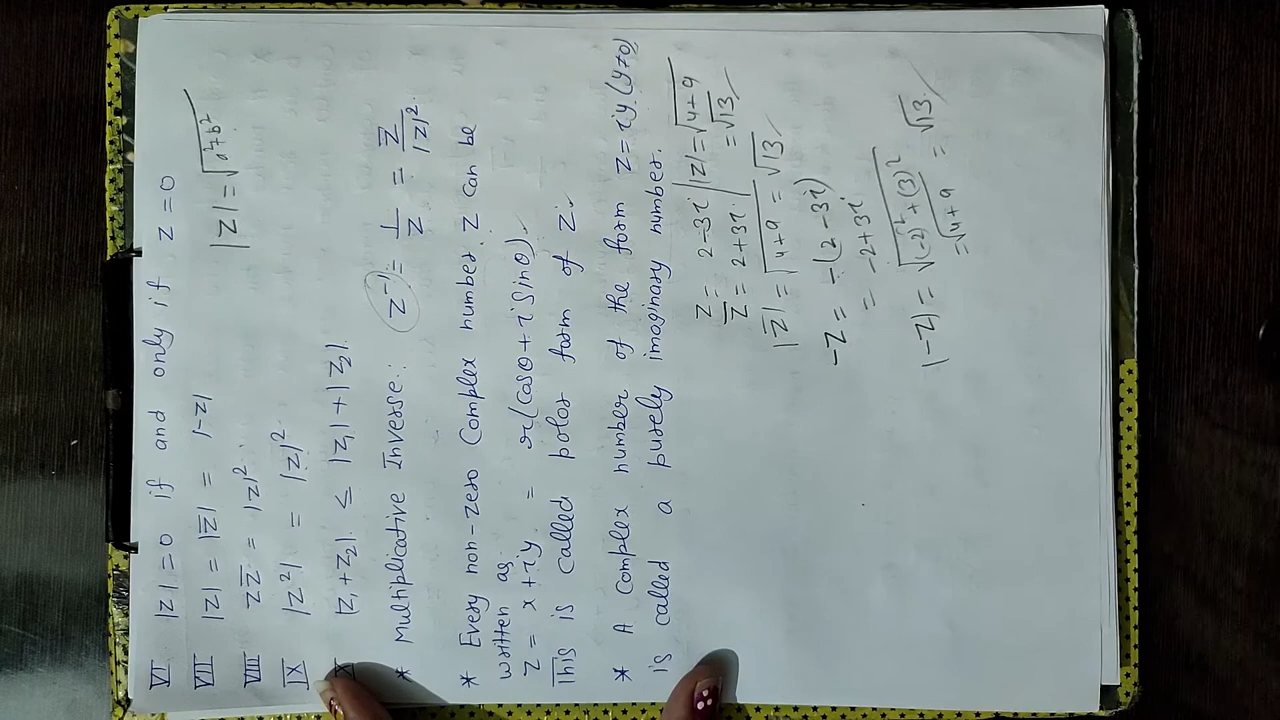 VI |z|=0 if and only if z=0
VII |z| = |z̅| = |-z| |z| = √a²+b²
VIII zz̅ = |z|²
IX |z²| = |z|²
X |z₁+z₂| ≤ |z₁|+|z₂|
* Multiplicative Inverse: z⁻¹ = 1/z = z̅/|z|².
* Every non-zero Complex number z can be
written as
z = x+iy = r(cosθ+iSinθ)
This is called polar form of z.
* A Complex number of the form z=iy (y≠0)
is called a purely imaginary number.
z = 2-3i |z|=√4+9
z̅ = 2+3i = √13
|z̅| = √4+9 = √13
-z = -(2-3i)
= -2+3i
|-z| = √(-2)²+(3)²
=√4+9 = √13